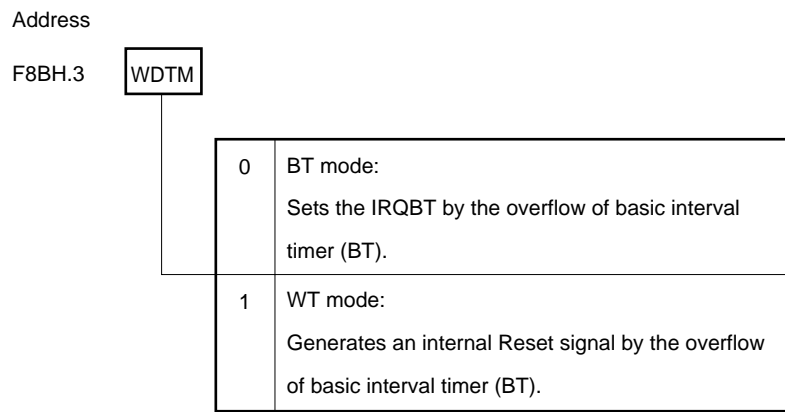 Address
F8BH.3 WDTM
0 BT mode:
Sets the IRQBT by the overflow of basic interval
timer (BT).
1 WT mode:
Generates an internal Reset signal by the overflow
of basic interval timer (BT).